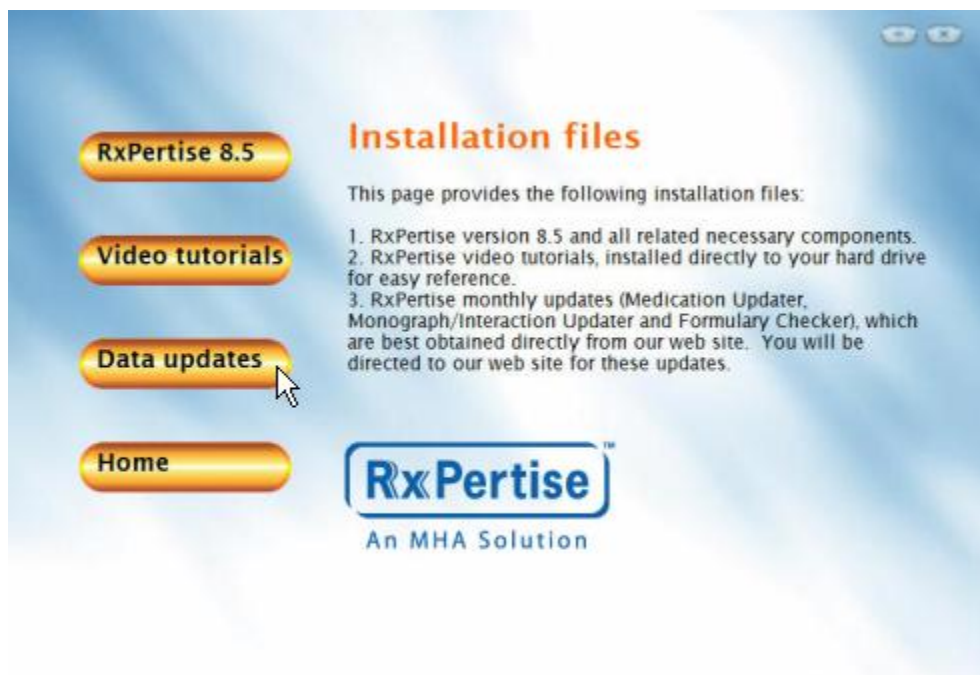 RxPertise 8.5
Video tutorials
Data updates
Home
Installation files
This page provides the following installation files:
1. RxPertise version 8.5 and all related necessary components.
2. RxPertise video tutorials, installed directly to your hard drive
for easy reference.
3. RxPertise monthly updates (Medication Updater,
Monograph/Interaction Updater and Formulary Checker), which
are best obtained directly from our web site.  You will be
directed to our web site for these updates.
RxPertise™
An MHA Solution